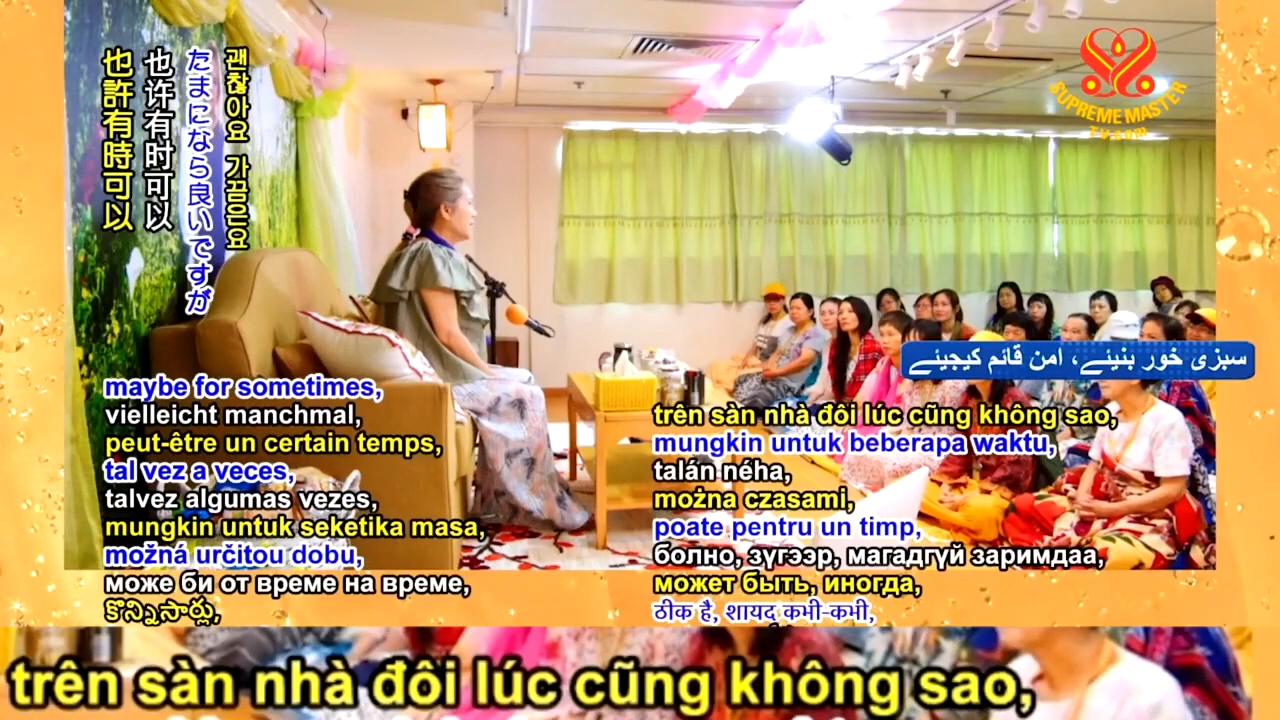 也許有時可以
也许有时可以
たまになら良いですが
괜찮아요 가끔은요
SUPREME MASTER
TV.com
سبزی خور بنیئے، امن قائم کیجیئے
maybe for sometimes,
vielleicht manchmal,
peut-être un certain temps,
tal vez a veces,
talvez algumas vezes,
mungkin untuk seketika masa,
možná určitou dobu,
може би от време на време,
కొన్నిసార్లు,
trên sàn nhà đôi lúc cũng không sao,
mungkin untuk beberapa waktu,
talán néha,
można czasami,
poate pentru un timp,
болно, зүгээр, магадгүй заримдаа,
может быть, иногда,
ठीक है, शायद कभी-कभी,
trên sàn nhà đôi lúc cũng không sao,